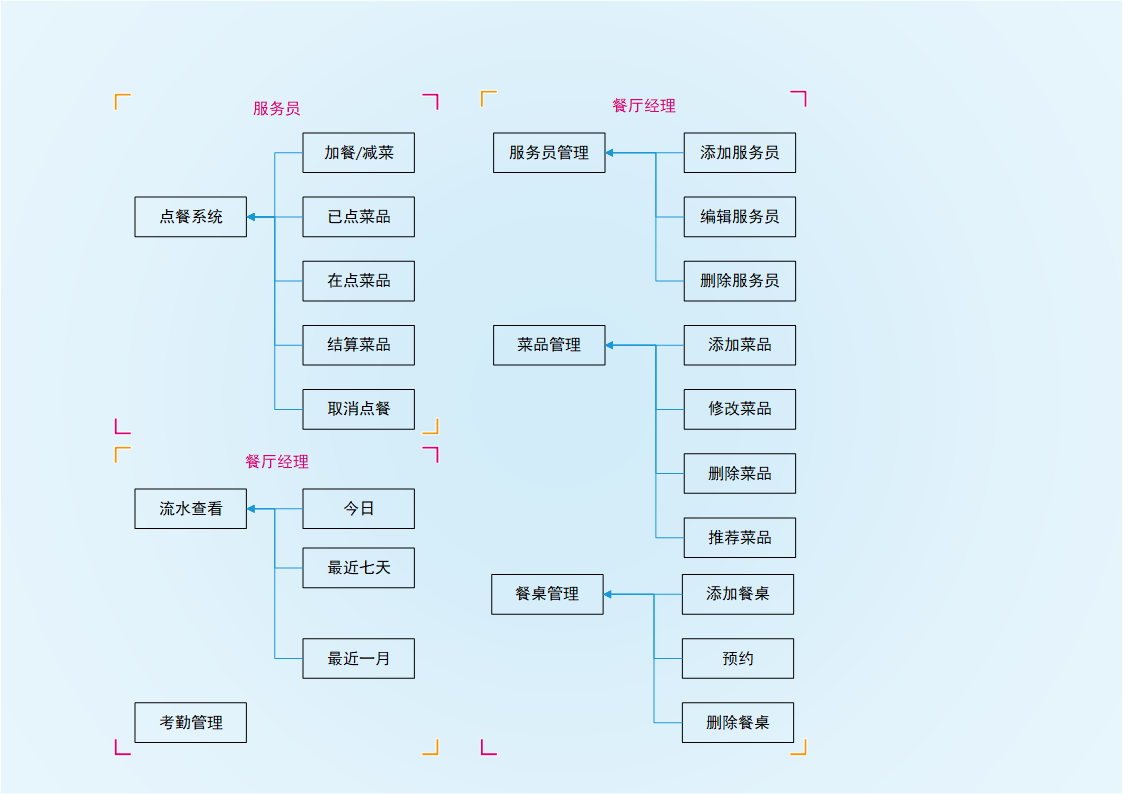 服务员
加餐/减菜
点餐系统
已点菜品
在点菜品
结算菜品
取消点餐
餐厅经理
流水查看
今日
最近七天
最近一月
考勤管理
餐厅经理
服务员管理
添加服务员
编辑服务员
删除服务员
菜品管理
添加菜品
修改菜品
删除菜品
推荐菜品
餐桌管理
添加餐桌
预约
删除餐桌